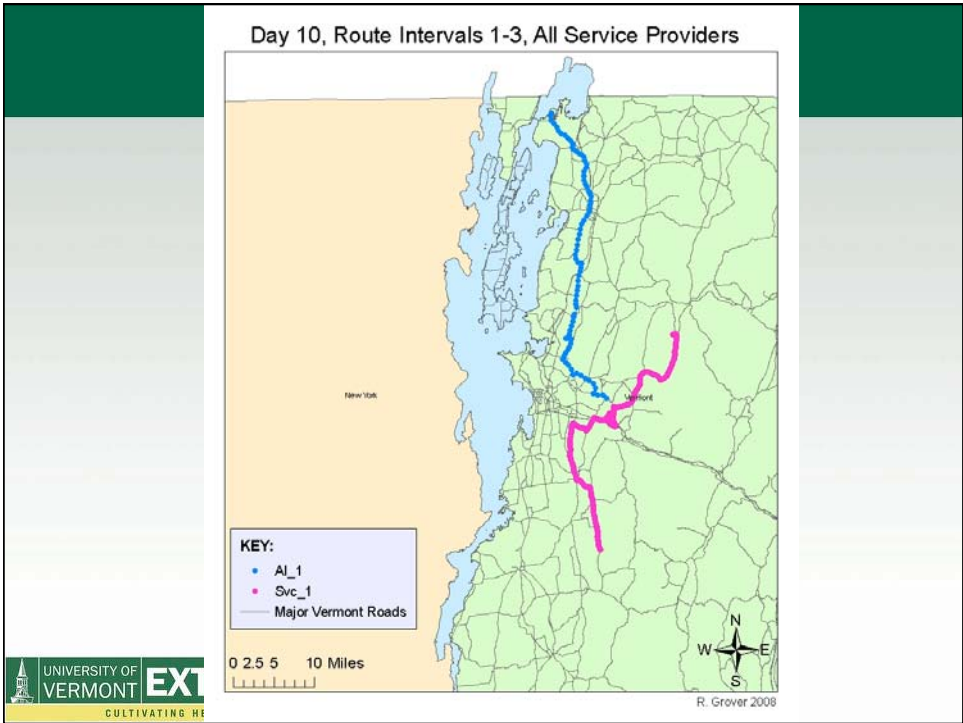 Day 10, Route Intervals 1-3, All Service Providers
New York
Vermont
KEY:
AI_1
Svc_1
Major Vermont Roads
0 2.5 5 10 Miles
N
W E
S
R. Grover 2008
UNIVERSITY OF
VERMONT EXT
CULTIVATING HE